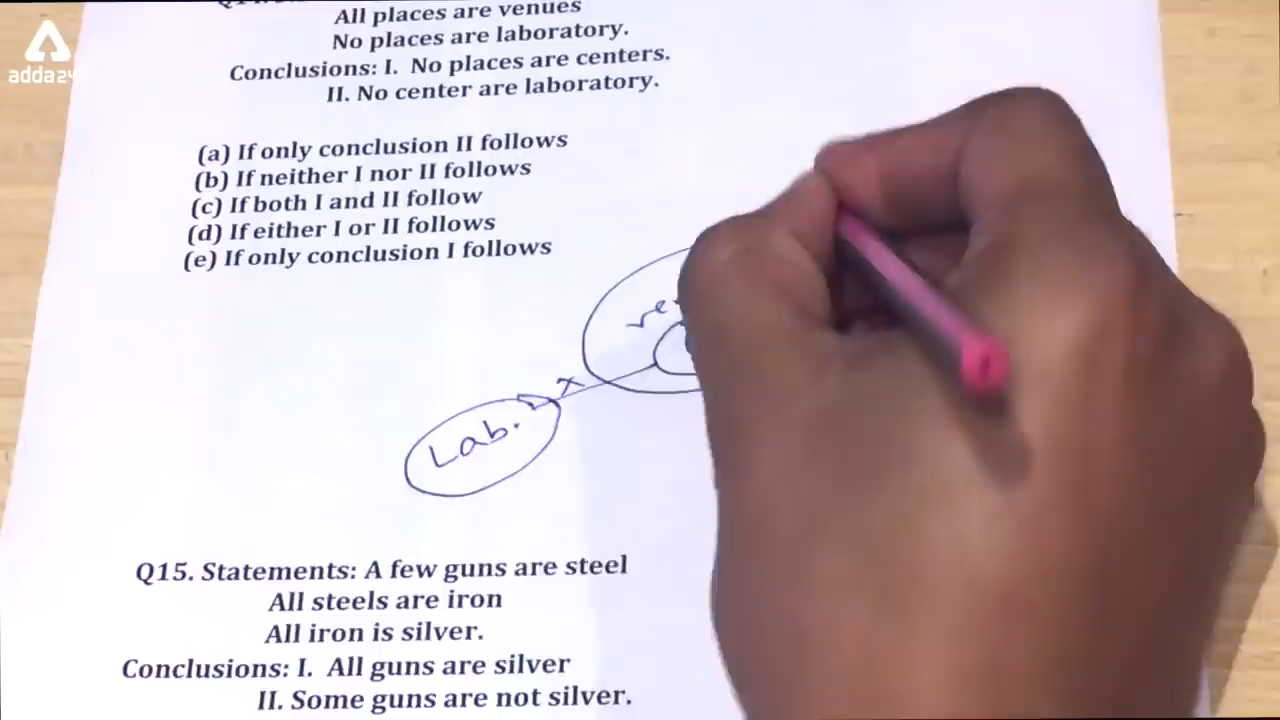 adda24
All places are venues
No places are laboratory.
Conclusions: I. No places are centers.
II. No center are laboratory.
(a) If only conclusion II follows
(b) If neither I nor II follows
(c) If both I and II follow
(d) If either I or II follows
(e) If only conclusion I follows
ve
x
Lab.
Q15. Statements: A few guns are steel
All steels are iron
All iron is silver.
Conclusions: I. All guns are silver
II. Some guns are not silver.